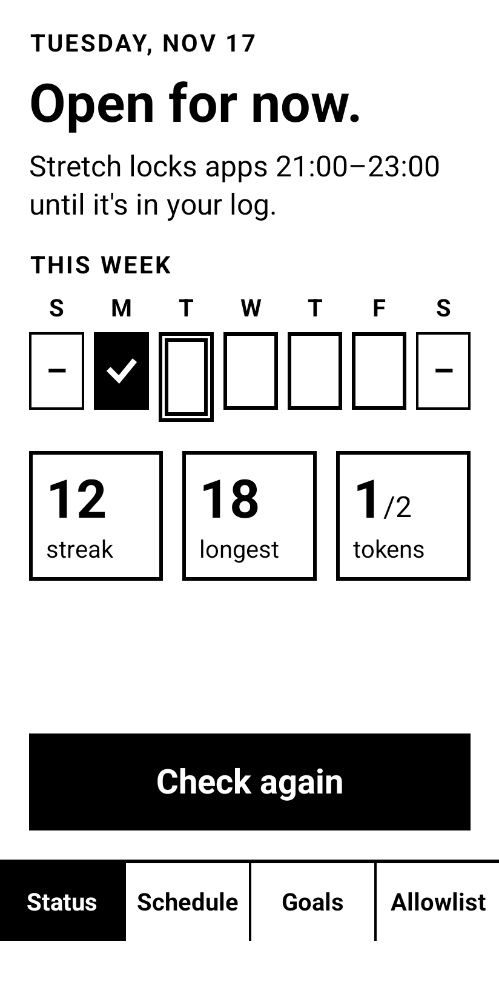 TUESDAY, NOV 17
Open for now.
Stretch locks apps 21:00–23:00
until it's in your log.
THIS WEEK
S M T W T F S
– ✓ –
12 18 1/2
streak longest tokens
Check again
Status Schedule Goals Allowlist